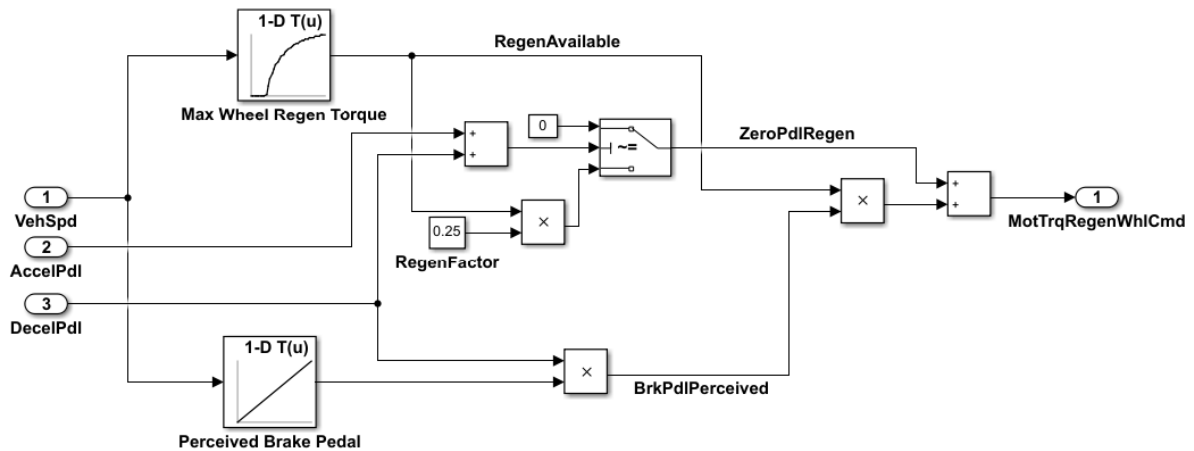 1-D T(u)
Max Wheel Regen Torque
RegenAvailable
+
+
0
~=
ZeroPdlRegen
1
VehSpd
2
AccelPdl
3
DecelPdl
0.25
RegenFactor
×
×
+
+
1
MotTrqRegenWhlCmd
1-D T(u)
Perceived Brake Pedal
×
BrkPdlPerceived